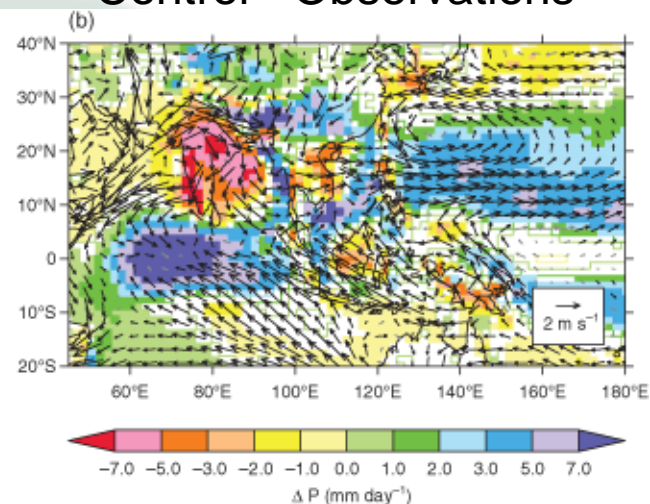 Control - Observations
(b)
40°N
30°N
20°N
10°N
0
10°S
20°S
2 m s⁻¹
60°E 80°E 100°E 120°E 140°E 160°E 180°E
−7.0 −5.0 −3.0 −2.0 −1.0 0.0 1.0 2.0 3.0 5.0 7.0
Δ P (mm day⁻¹)